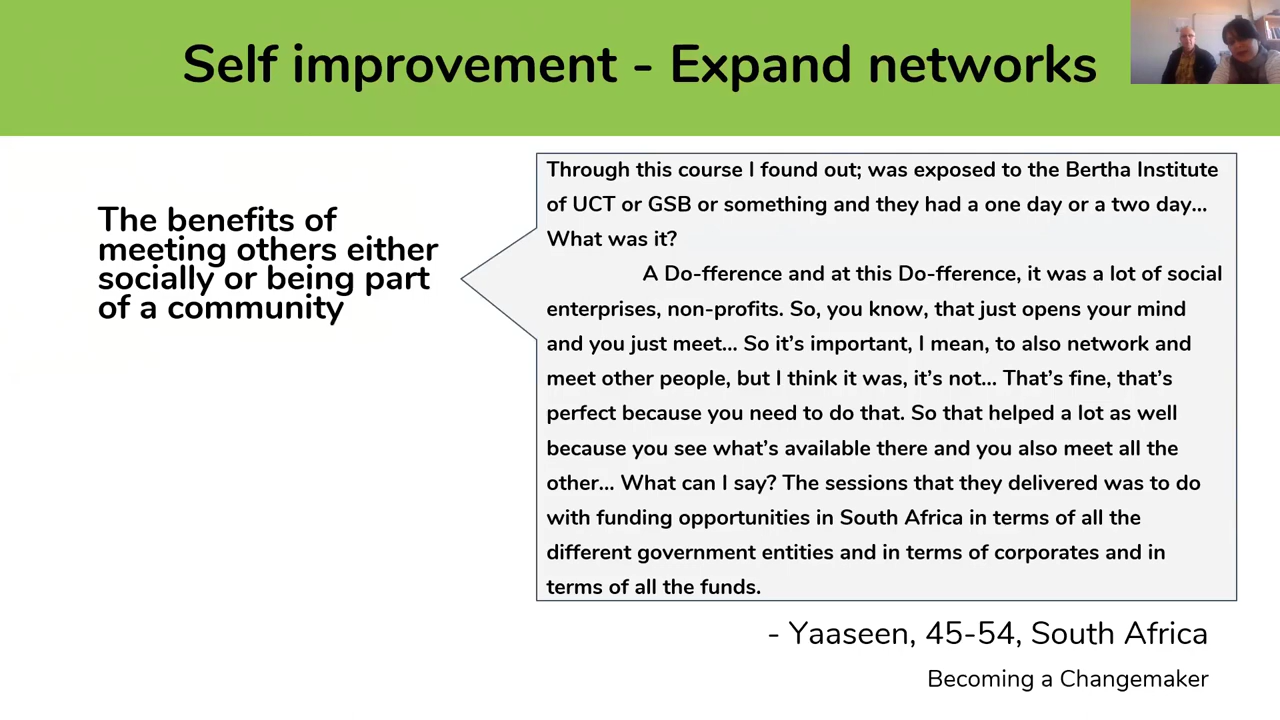 Self improvement - Expand networks
The benefits of
meeting others either
socially or being part
of a community
Through this course I found out; was exposed to the Bertha Institute
of UCT or GSB or something and they had a one day or a two day...
What was it?
A Do-fference and at this Do-fference, it was a lot of social
enterprises, non-profits. So, you know, that just opens your mind
and you just meet... So it's important, I mean, to also network and
meet other people, but I think it was, it's not... That's fine, that's
perfect because you need to do that. So that helped a lot as well
because you see what's available there and you also meet all the
other... What can I say? The sessions that they delivered was to do
with funding opportunities in South Africa in terms of all the
different government entities and in terms of corporates and in
terms of all the funds.
- Yaaseen, 45-54, South Africa
Becoming a Changemaker